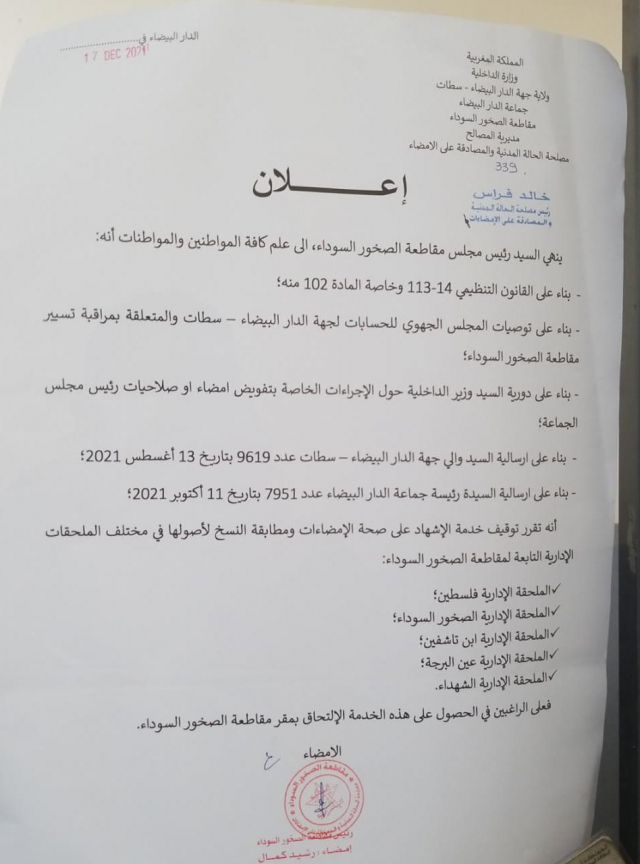 الدار البيضاء في
17 DEC 2021
المملكة المغربية
وزارة الداخلية
ولاية جهة الدار البيضاء - سطات
جماعة الدار البيضاء
مقاطعة الصخور السوداء
مديرية المصالح
مصلحة الحالة المدنية والمصادقة على الامضاء
339
خالد قراس
رئيس مصلحة الحالة المدنية
والمصادقة على الإمضاءات
إعلان
ينهي السيد رئيس مجلس مقاطعة الصخور السوداء، الى علم كافة المواطنين والمواطنات أنه:
- بناء على القانون التنظيمي 14-113 وخاصة المادة 102 منه؛
- بناء على توصيات المجلس الجهوي للحسابات لجهة الدار البيضاء – سطات والمتعلقة بمراقبة تسيير
مقاطعة الصخور السوداء؛
- بناء على دورية السيد وزير الداخلية حول الإجراءات الخاصة بتفويض امضاء او صلاحيات رئيس مجلس
الجماعة؛
- بناء على ارسالية السيد والي جهة الدار البيضاء – سطات عدد 9619 بتاريخ 13 أغسطس 2021؛
- بناء على ارسالية السيدة رئيسة جماعة الدار البيضاء عدد 7951 بتاريخ 11 أكتوبر 2021؛
أنه تقرر توقيف خدمة الإشهاد على صحة الإمضاءات ومطابقة النسخ لأصولها في مختلف الملحقات
الإدارية التابعة لمقاطعة الصخور السوداء:
✓الملحقة الإدارية فلسطين؛
✓الملحقة الإدارية الصخور السوداء؛
✓الملحقة الإدارية ابن تاشفين؛
✓الملحقة الإدارية عين البرجة؛
✓الملحقة الإدارية الشهداء.
فعلى الراغبين في الحصول على هذه الخدمة الإلتحاق بمقر مقاطعة الصخور السوداء.
الامضاء
مقاطعة الصخور السوداء
رئيس مقاطعة الصخور السوداء
إمضاء : رشيد كمال